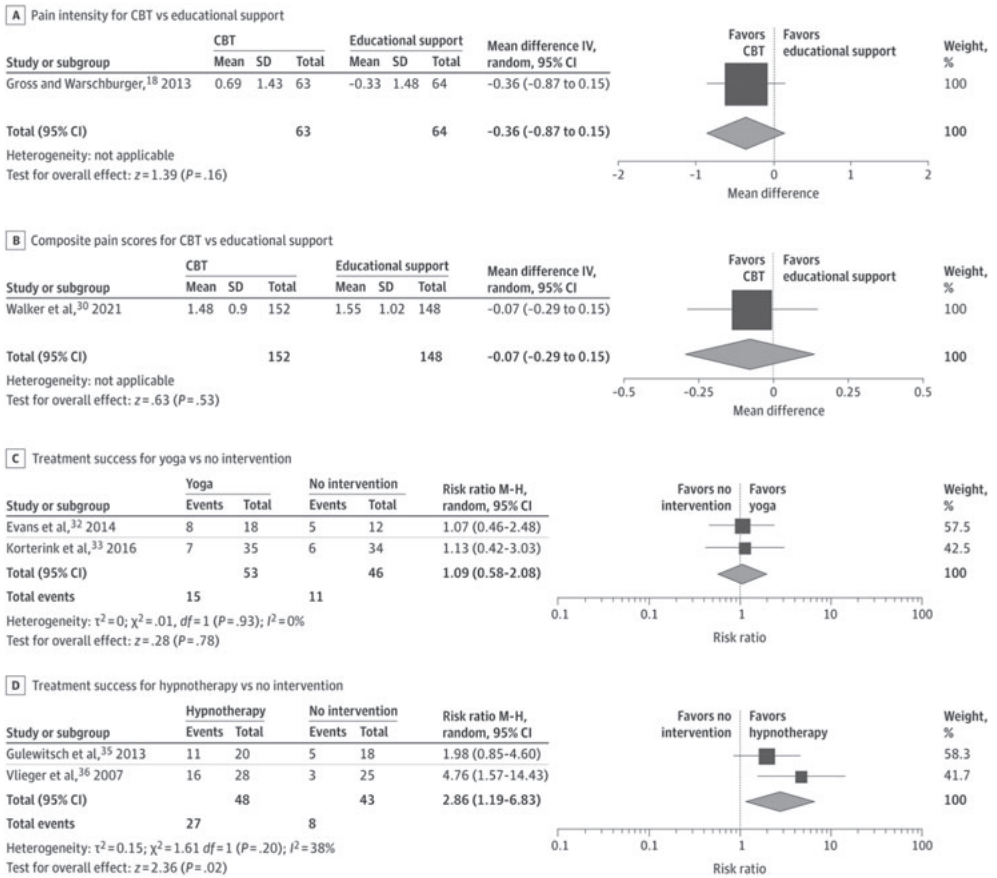 A Pain intensity for CBT vs educational support
CBT Educational support Mean difference IV, random, 95% CI Favors CBT Favors educational support Weight, %
Study or subgroup Mean SD Total Mean SD Total
Gross and Warschburger,18 2013 0.69 1.43 63 -0.33 1.48 64 -0.36 (-0.87 to 0.15) 100
Total (95% CI) 63 64 -0.36 (-0.87 to 0.15) 100
Heterogeneity: not applicable
Test for overall effect: z=1.39 (P=.16)
-2 -1 0 1 2
Mean difference
B Composite pain scores for CBT vs educational support
CBT Educational support Mean difference IV, random, 95% CI Favors CBT Favors educational support Weight, %
Study or subgroup Mean SD Total Mean SD Total
Walker et al,30 2021 1.48 0.9 152 1.55 1.02 148 -0.07 (-0.29 to 0.15) 100
Total (95% CI) 152 148 -0.07 (-0.29 to 0.15) 100
Heterogeneity: not applicable
Test for overall effect: z=.63 (P=.53)
-0.5 -0.25 0 0.25 0.5
Mean difference
C Treatment success for yoga vs no intervention
Yoga No intervention Risk ratio M-H, random, 95% CI Favors no intervention Favors yoga Weight, %
Study or subgroup Events Total Events Total
Evans et al,32 2014 8 18 5 12 1.07 (0.46-2.48) 57.5
Korterink et al,33 2016 7 35 6 34 1.13 (0.42-3.03) 42.5
Total (95% CI) 53 46 1.09 (0.58-2.08) 100
Total events 15 11
Heterogeneity: τ2=0; χ2=.01, df=1 (P=.93); I2=0%
Test for overall effect: z=.28 (P=.78)
0.1 0.1 1 10 100
Risk ratio
D Treatment success for hypnotherapy vs no intervention
Hypnotherapy No intervention Risk ratio M-H, random, 95% CI Favors no intervention Favors hypnotherapy Weight, %
Study or subgroup Events Total Events Total
Gulewitsch et al,35 2013 11 20 5 18 1.98 (0.85-4.60) 58.3
Vlieger et al,36 2007 16 28 3 25 4.76 (1.57-14.43) 41.7
Total (95% CI) 48 43 2.86 (1.19-6.83) 100
Total events 27 8
Heterogeneity: τ2=0.15; χ2=1.61 df=1 (P=.20); I2=38%
Test for overall effect: z=2.36 (P=.02)
0.1 0.1 1 10 100
Risk ratio